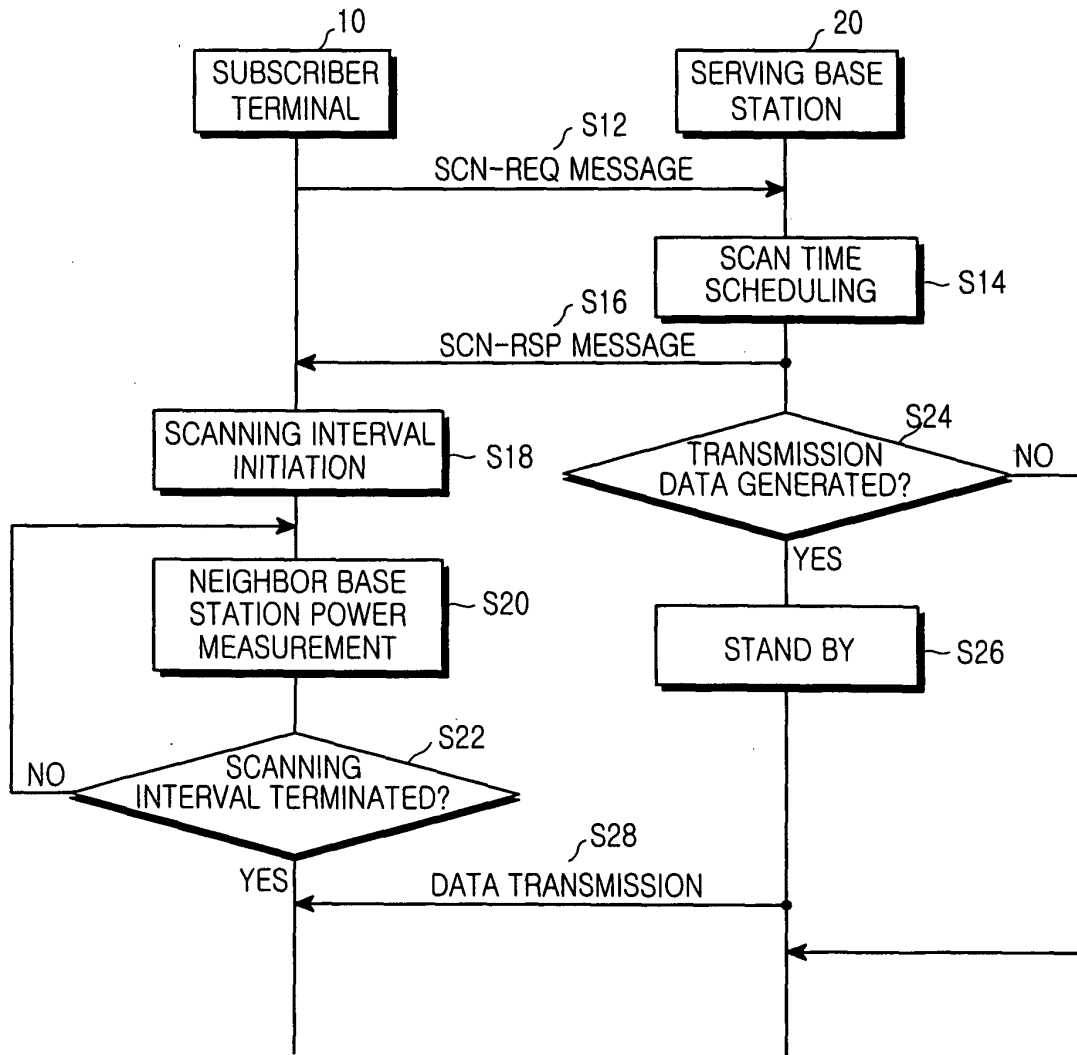 10
20
SUBSCRIBER
TERMINAL
SERVING BASE
STATION
S12
SCN-REQ MESSAGE
SCAN TIME
SCHEDULING
S14
S16
SCN-RSP MESSAGE
SCANNING INTERVAL
INITIATION
S18
S24
TRANSMISSION
DATA GENERATED?
NO
YES
NEIGHBOR BASE
STATION POWER
MEASUREMENT
S20
STAND BY
S26
S22
SCANNING
INTERVAL TERMINATED?
NO
YES
S28
DATA TRANSMISSION